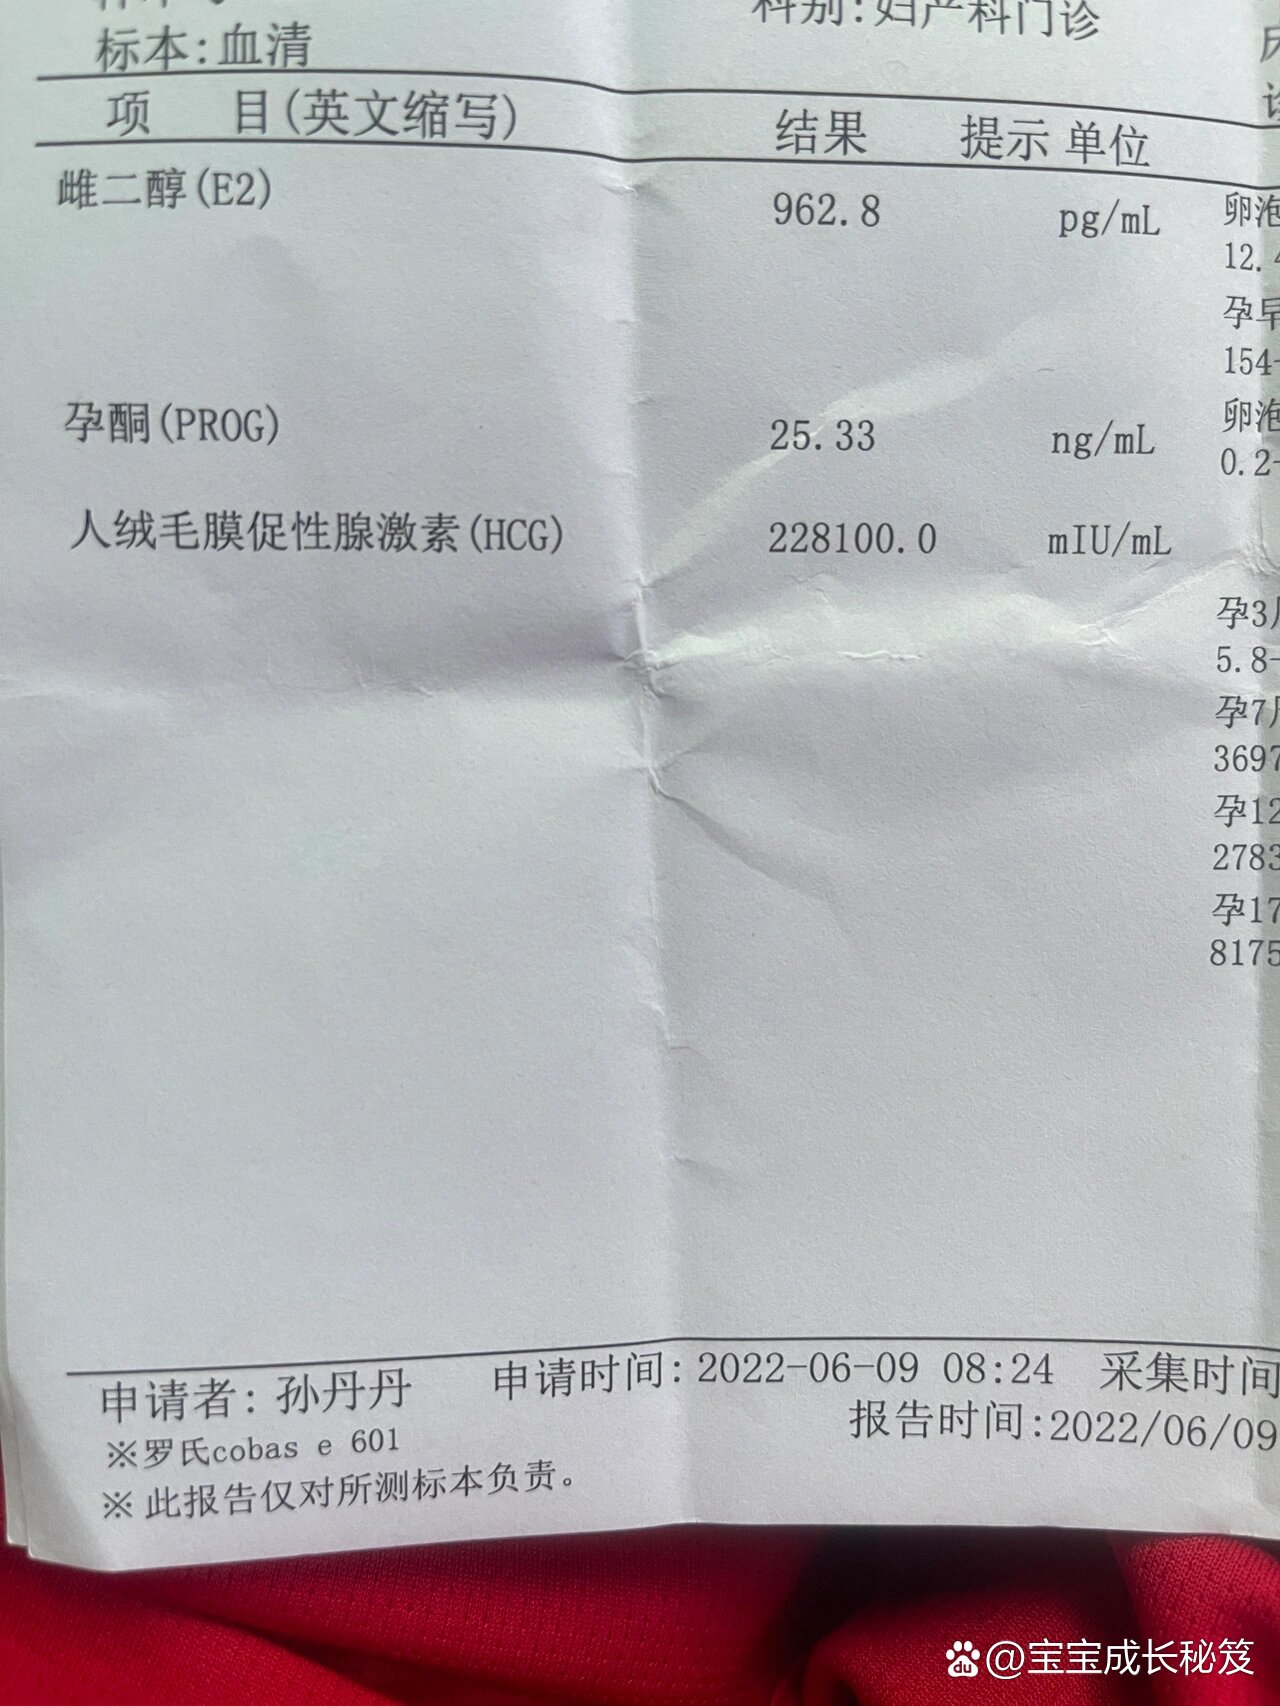 科别:妇产科门诊
标本:血清
项 目(英文缩写) 结果 提示 单位
雌二醇(E2) 962.8 pg/mL 卵泡
12.4
孕早
154-
孕酮(PROG) 25.33 ng/mL 卵泡
0.2-
人绒毛膜促性腺激素(HCG) 228100.0 mIU/mL
孕3周
5.8-
孕7周
3697
孕12
2783
孕17
8175
申请者: 孙丹丹 申请时间: 2022-06-09 08:24 采集时间
报告时间:2022/06/09
※罗氏cobas e 601
※ 此报告仅对所测标本负责。
Bai du @宝宝成长秘笈